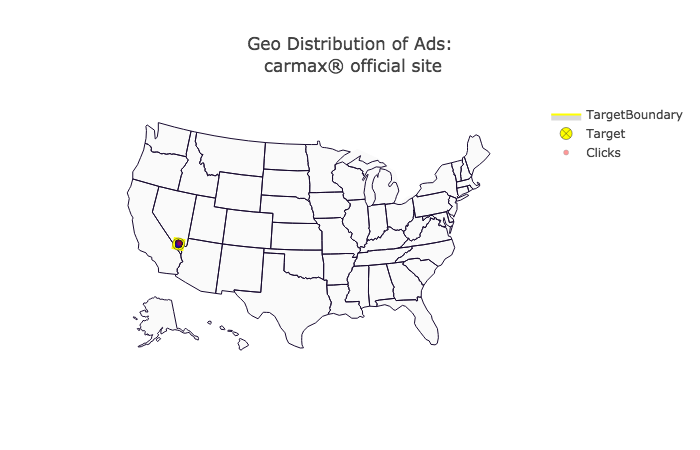 Geo Distribution of Ads:
carmax® official site
TargetBoundary
Target
Clicks